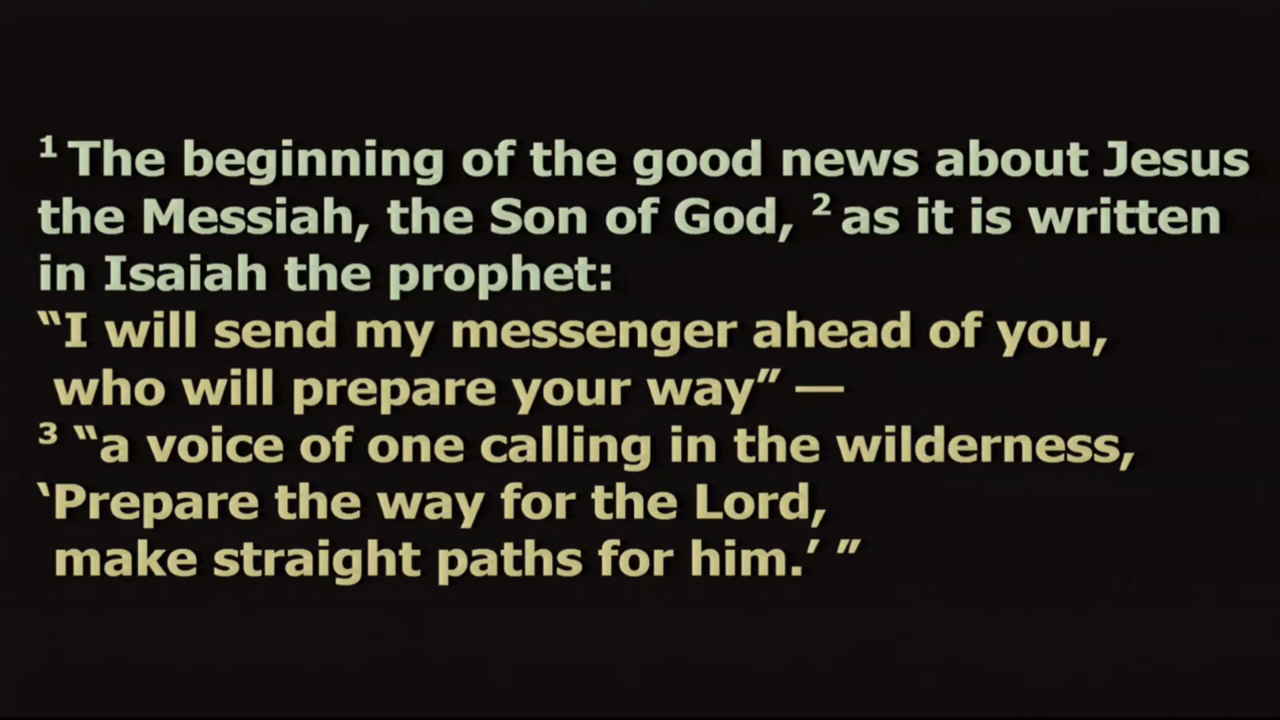 ¹ The beginning of the good news about Jesus
the Messiah, the Son of God, ² as it is written
in Isaiah the prophet:
“I will send my messenger ahead of you,
who will prepare your way” —
³ “a voice of one calling in the wilderness,
‘Prepare the way for the Lord,
make straight paths for him.’ ”